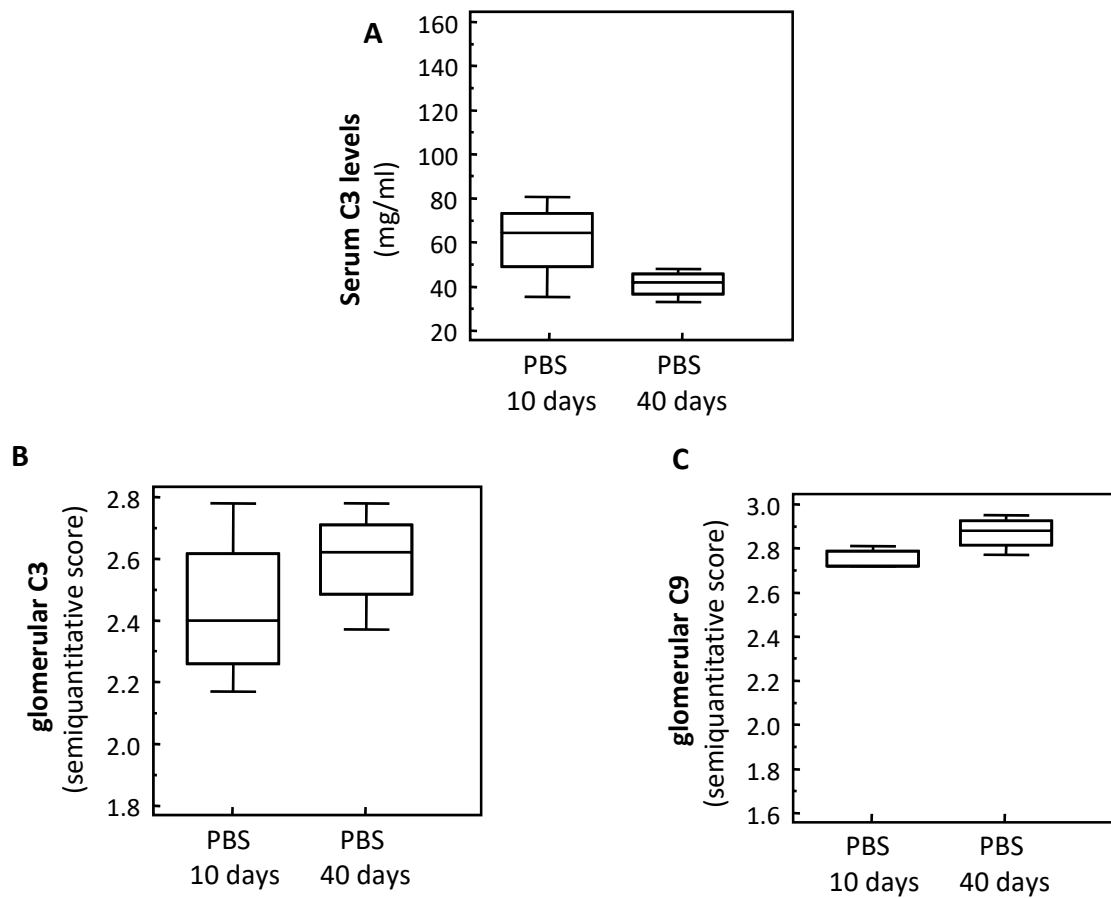 A
Serum C3 levels
(mg/ml)
160
140
120
100
80
60
40
20
PBS
10 days
PBS
40 days
B
glomerular C3
(semiquantitative score)
2.8
2.6
2.4
2.2
2.0
1.8
PBS
10 days
PBS
40 days
C
glomerular C9
(semiquantitative score)
3.0
2.8
2.6
2.4
2.2
2.0
1.8
1.6
PBS
10 days
PBS
40 days